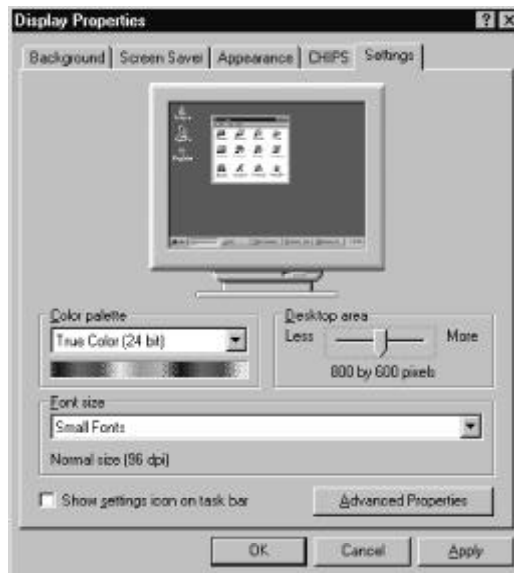 Display Properties
Background Screen Saver Appearance CHIPS Settings
Color palette
True Color (24 bit)
Desktop area
Less More
800 by 600 pixels
Font size
Small Fonts
Normal size (96 dpi)
Show settings icon on task bar
Advanced Properties
OK Cancel Apply